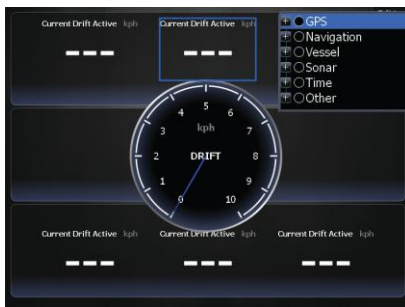 Current Drift Active kph
Current Drift Active kph
GPS
Navigation
Vessel
Sonar
Time
Other
5
4
6
kph
3
7
2
DRIFT
8
1
9
0
10
Current Drift Active kph
Current Drift Active kph
Current Drift Active kph